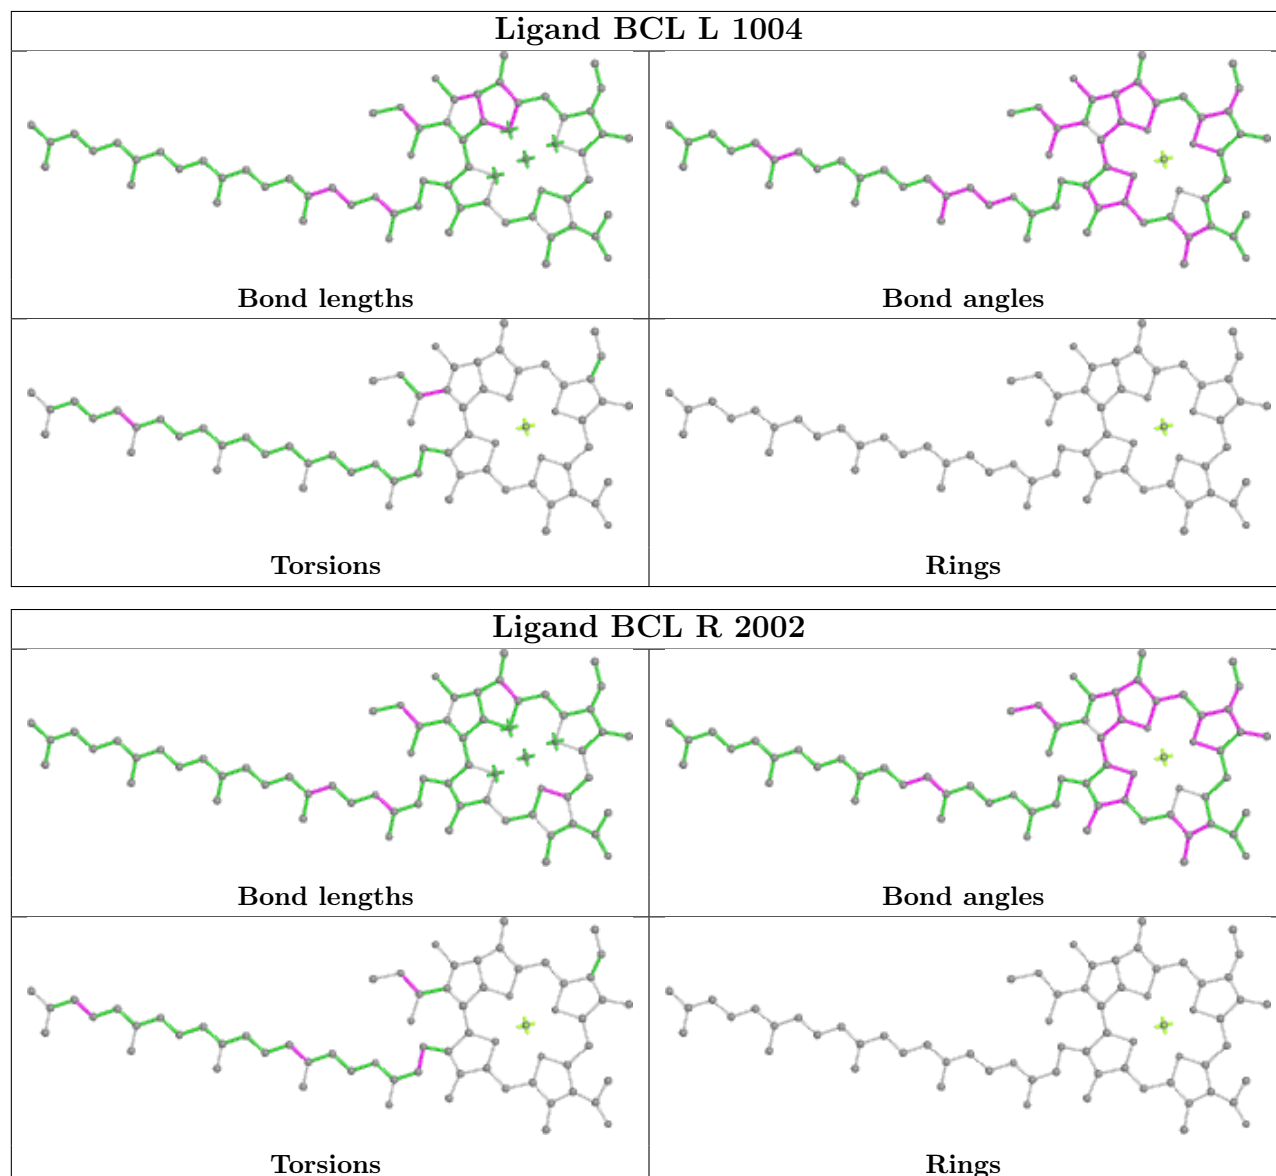 Ligand BCL L 1004
Bond lengths
Bond angles
Torsions
Rings
Ligand BCL R 2002
Bond lengths
Bond angles
Torsions
Rings